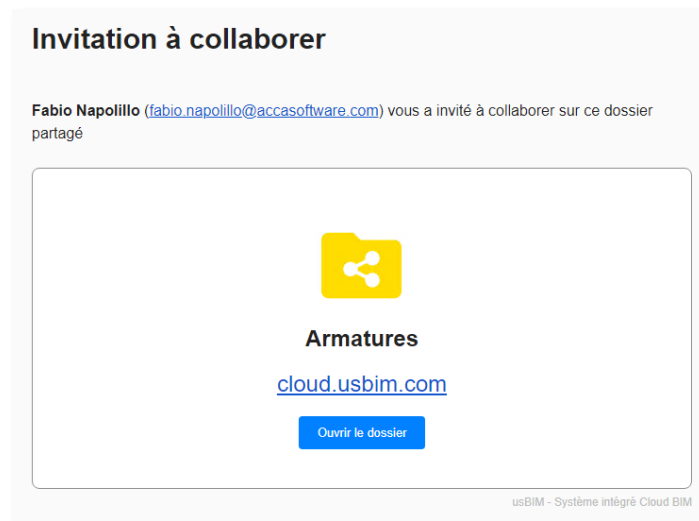 Invitation à collaborer
Fabio Napolillo (fabio.napolillo@accasoftware.com) vous a invité à collaborer sur ce dossier
partagé
Armatures
cloud.usbim.com
Ouvrir le dossier
usBIM - Système intégré Cloud BIM